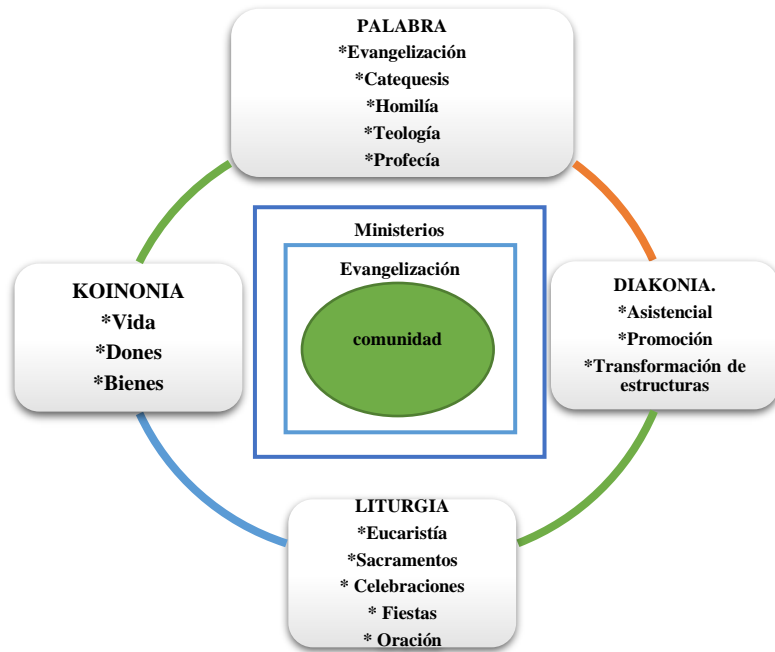 PALABRA
*Evangelización
*Catequesis
*Homilía
*Teología
*Profecía
Ministerios
Evangelización
comunidad
KOINONIA
*Vida
*Dones
*Bienes
DIAKONIA.
*Asistencial
*Promoción
*Transformación de
estructuras
LITURGIA
*Eucaristía
*Sacramentos
* Celebraciones
* Fiestas
* Oración